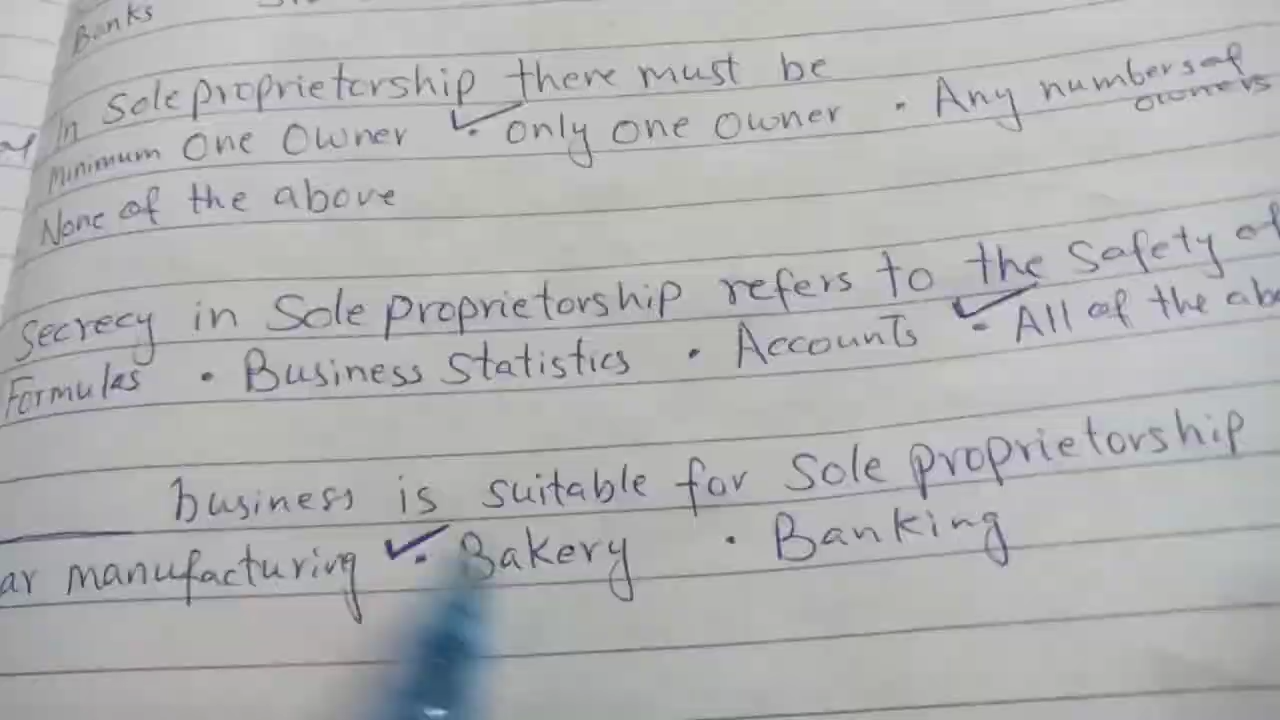 Banks
In Sole proprietorship there must be
Minimum One Owner • only one owner • Any numbers of owners
None of the above
Secrecy in Sole proprietorship refers to the Safety of
Formulas • Business Statistics • Accounts • All of the
business is suitable for Sole proprietorship
manufacturing • Bakery • Banking